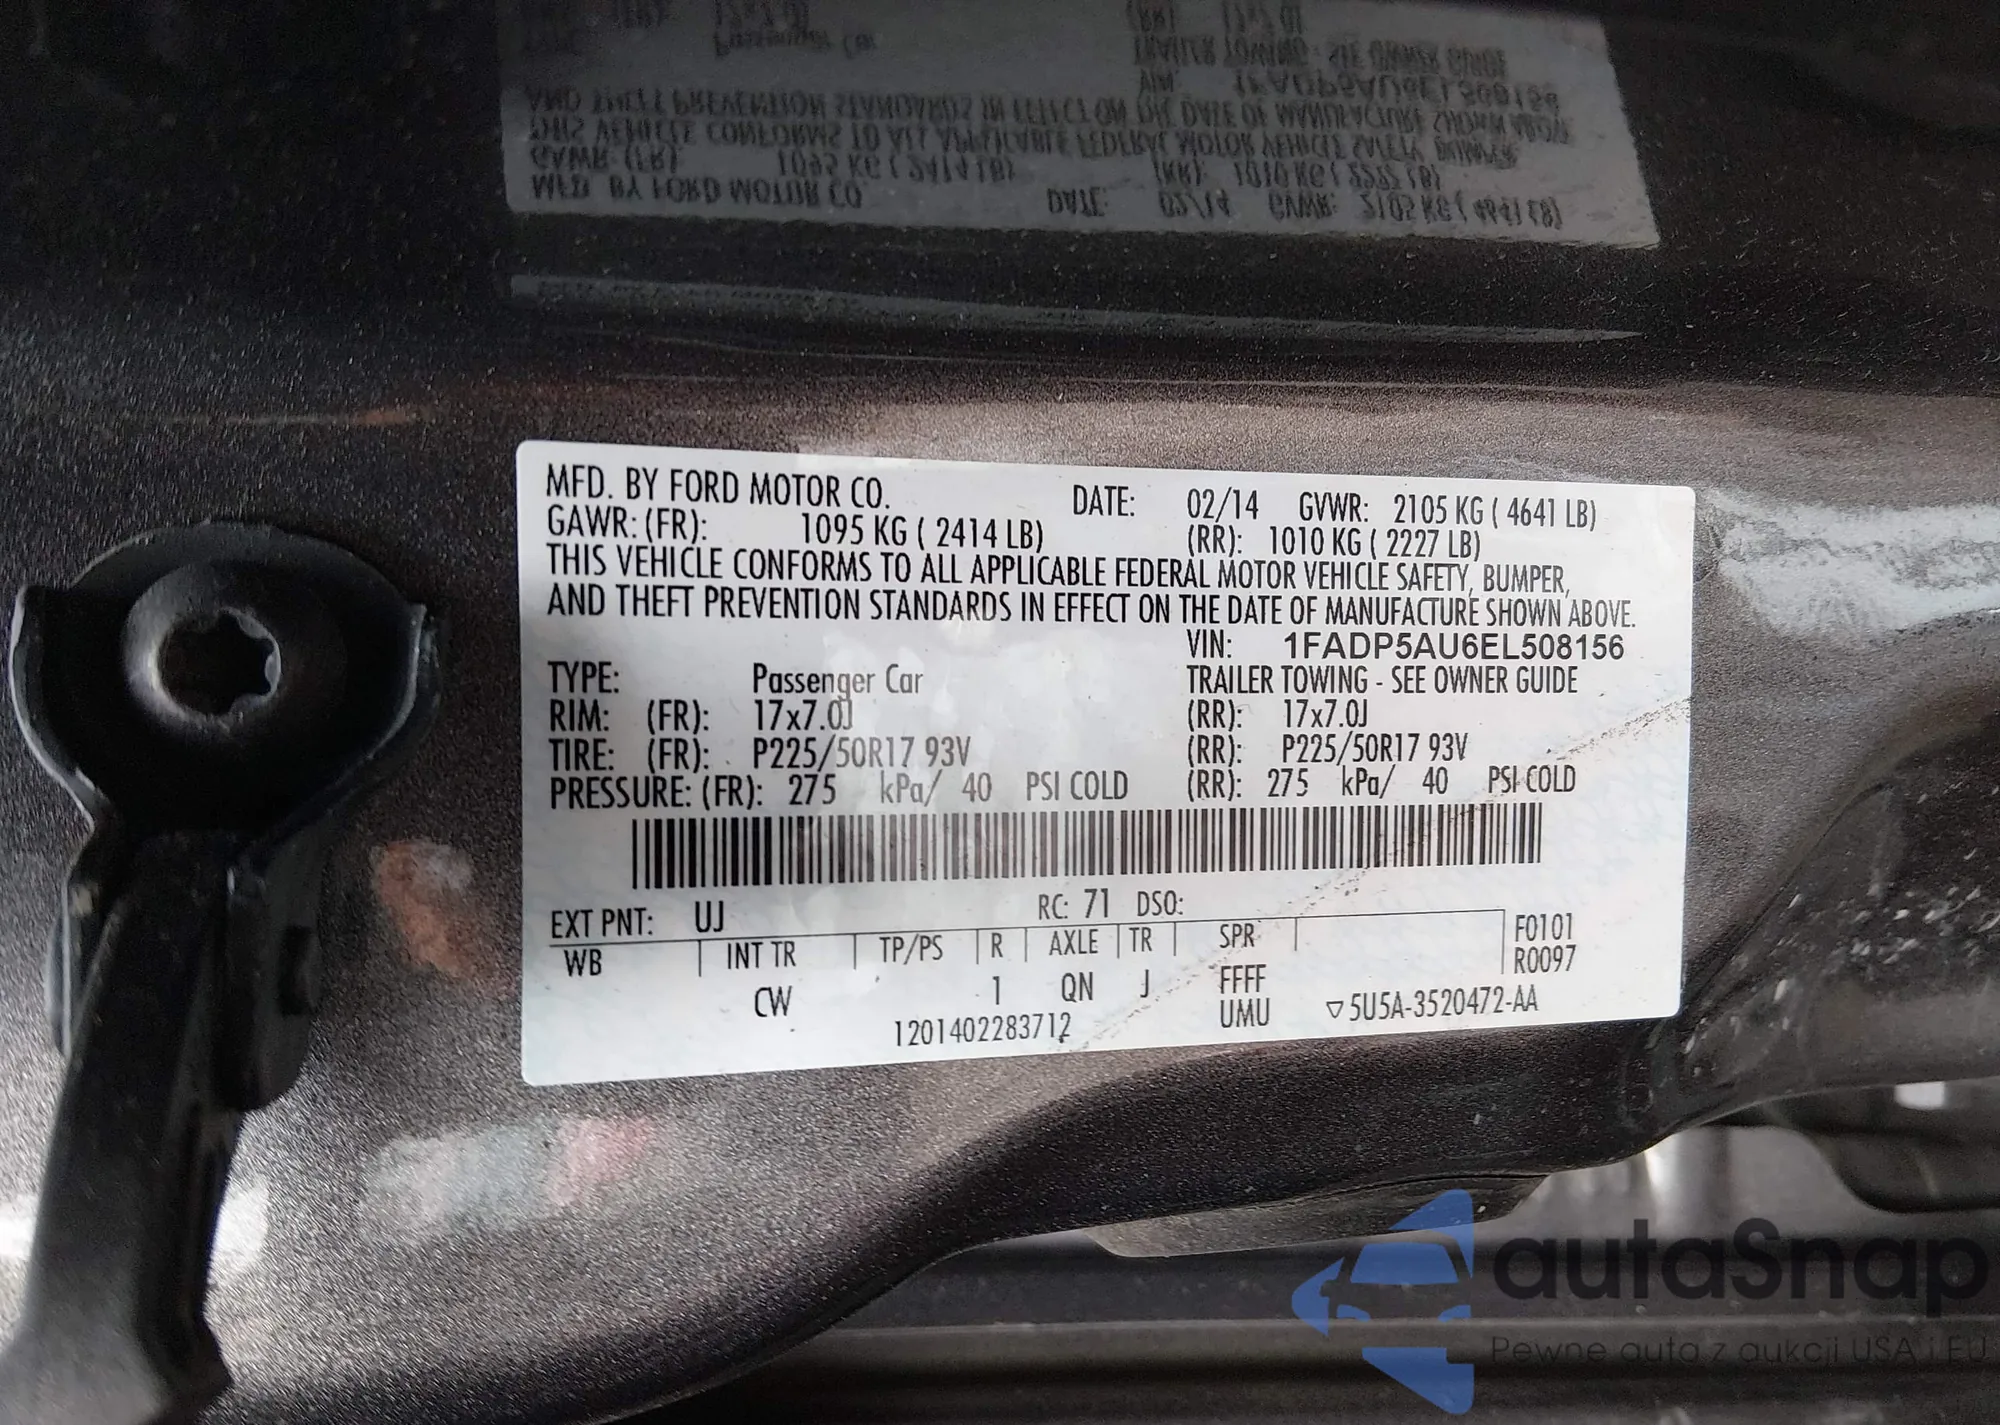 MFD. BY FORD MOTOR CO. DATE: 02/14 GVWR: 2105 KG ( 4641 LB)
GAWR: (FR): 1095 KG ( 2414 LB) (RR): 1010 KG ( 2227 LB)
THIS VEHICLE CONFORMS TO ALL APPLICABLE FEDERAL MOTOR VEHICLE SAFETY, BUMPER,
AND THEFT PREVENTION STANDARDS IN EFFECT ON THE DATE OF MANUFACTURE SHOWN ABOVE.
VIN: 1FADP5AU6EL508156
TYPE: Passenger Car TRAILER TOWING - SEE OWNER GUIDE
RIM: (FR): 17x7.0J (RR): 17x7.0J
TIRE: (FR): P225/50R17 93V (RR): P225/50R17 93V
PRESSURE: (FR): 275 kPa/ 40 PSI COLD (RR): 275 kPa/ 40 PSI COLD
EXT PNT: UJ RC: 71 DSO:
WB INT TR TP/PS R AXLE TR SPR F0101
R0097
CW 1 QN J FFFF
1201402283712 UMU ▽5U5A-3520472-AA
autoSnap
Pewne auta z aukcji USA i EU